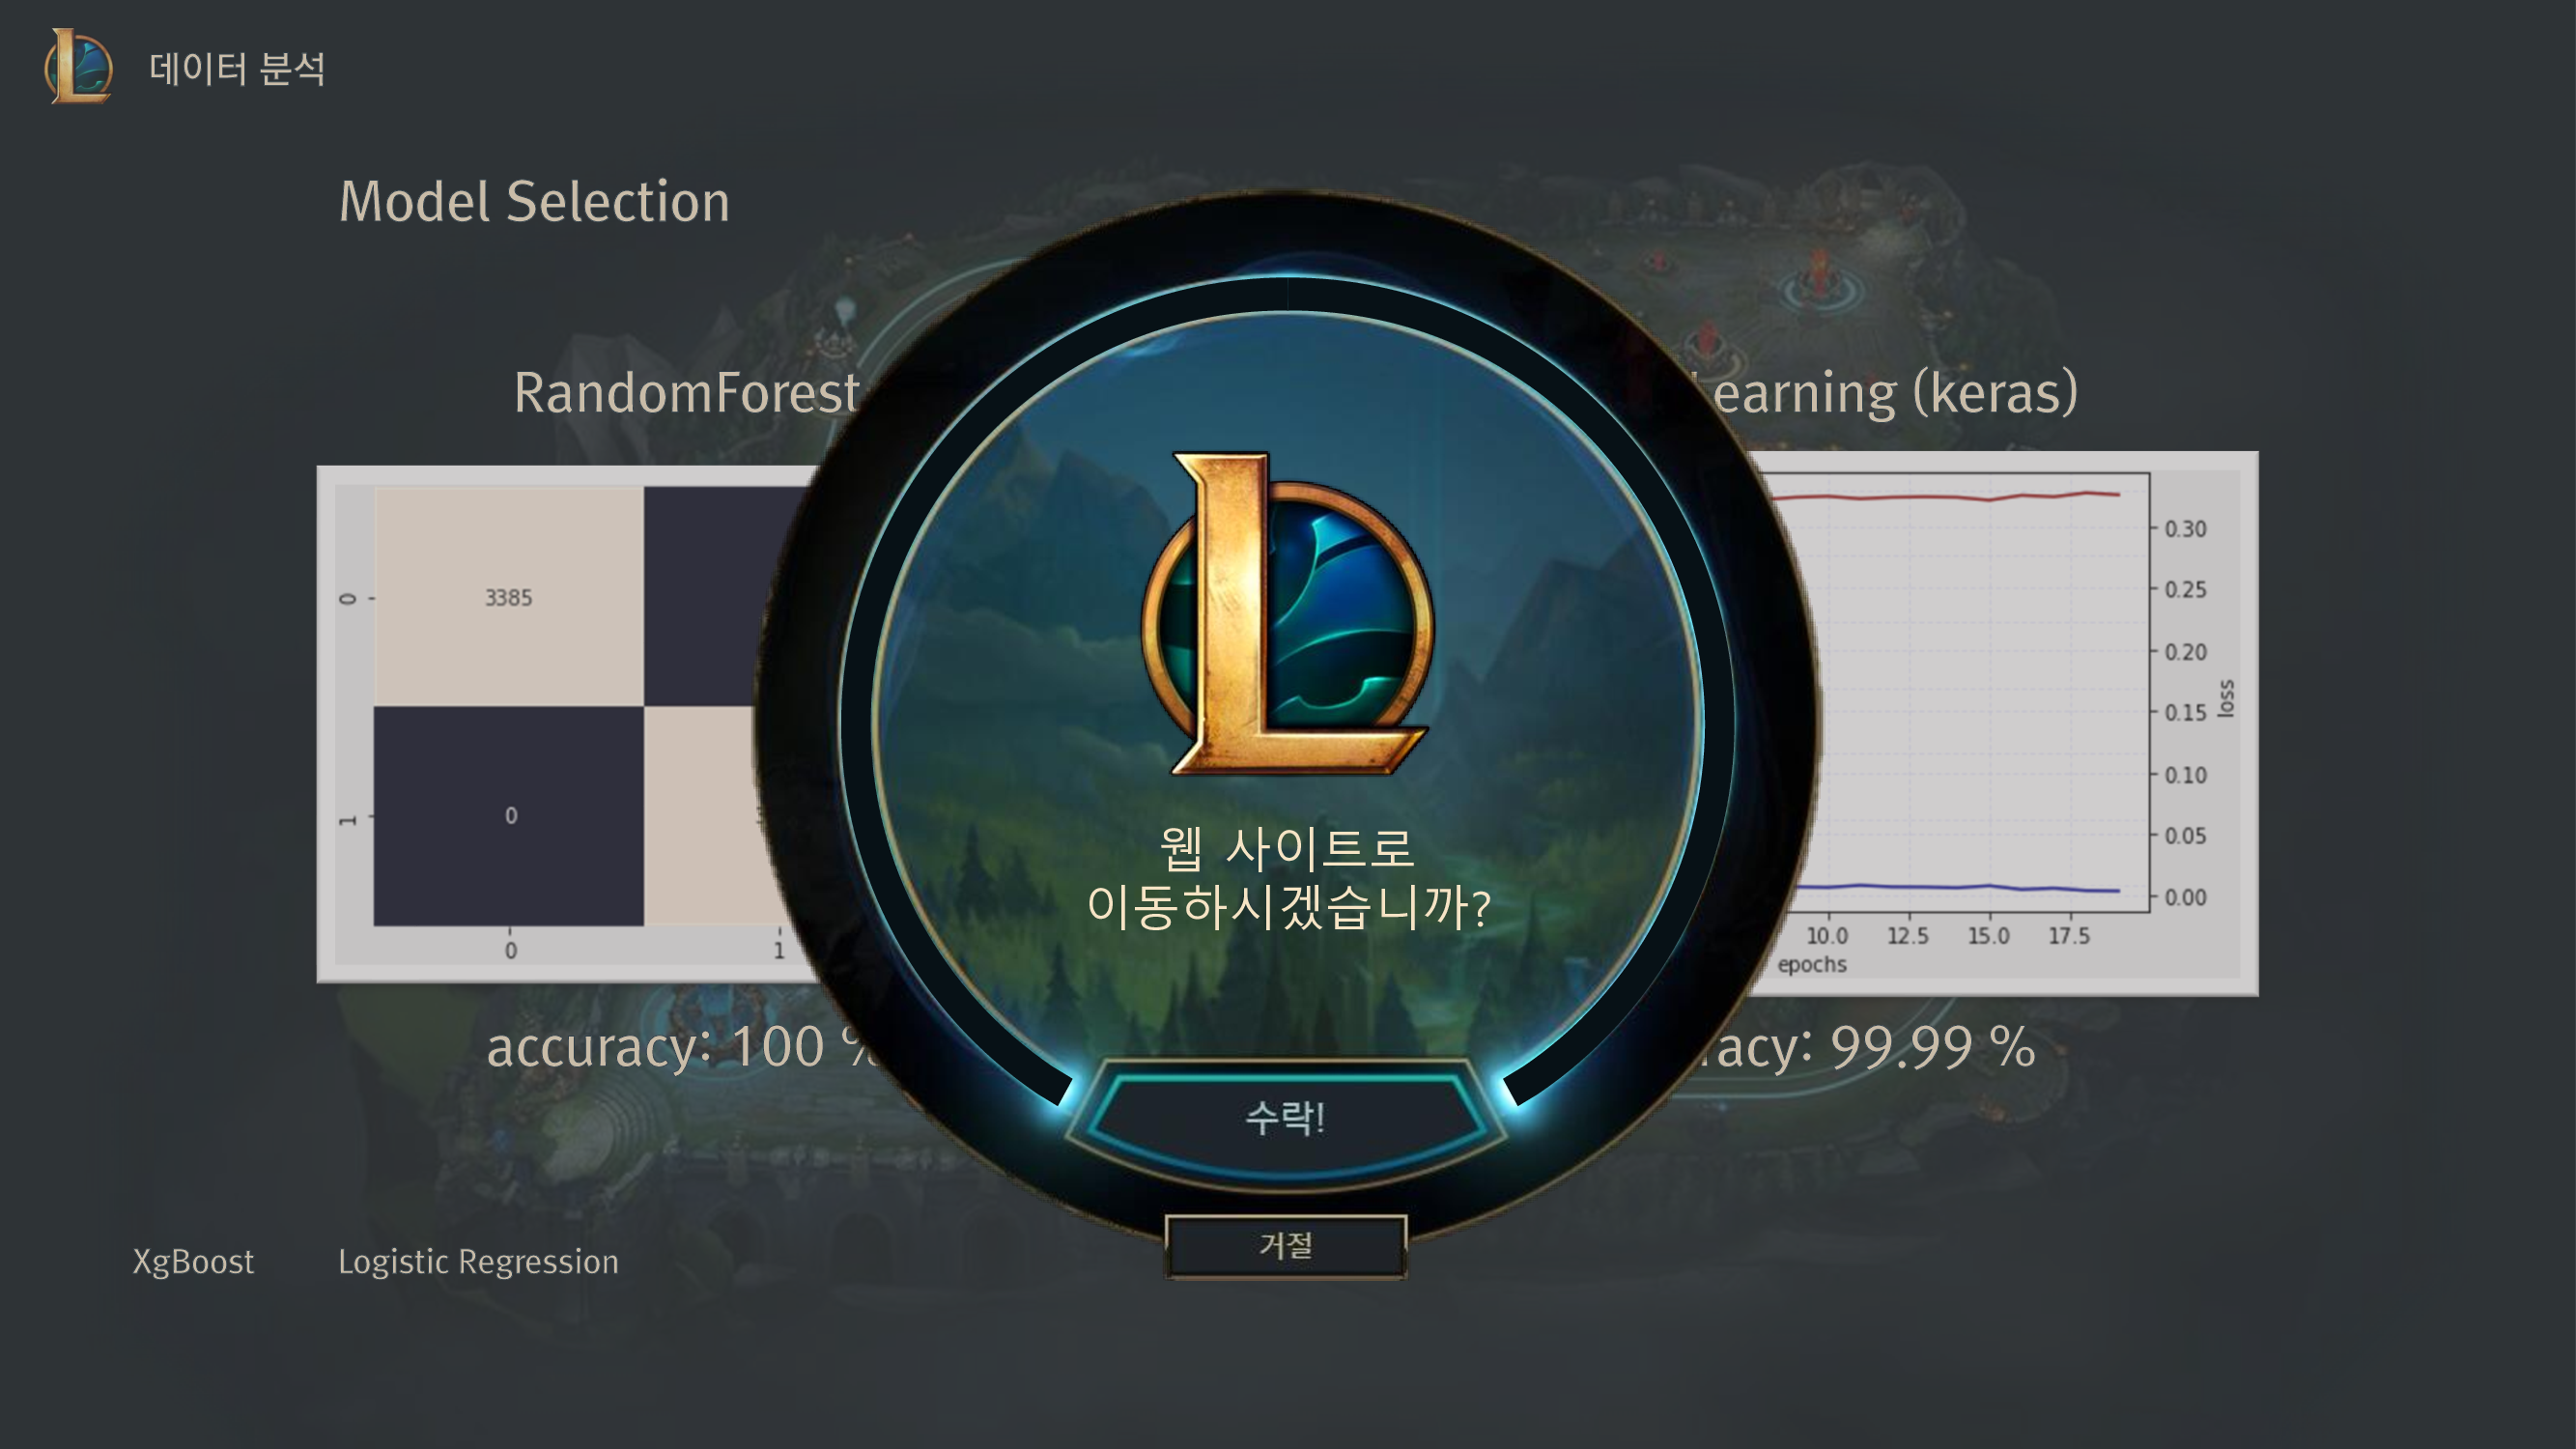 데이터 분석
Model Selection
RandomForest
earning (keras)
3385
0
0
1
0
1
0.30
0.25
0.20
0.15
0.10
0.05
0.00
loss
10.0 12.5 15.0 17.5
epochs
웹 사이트로
이동하시겠습니까?
accuracy: 100 %
acy: 99.99 %
수락!
거절
XgBoost Logistic Regression